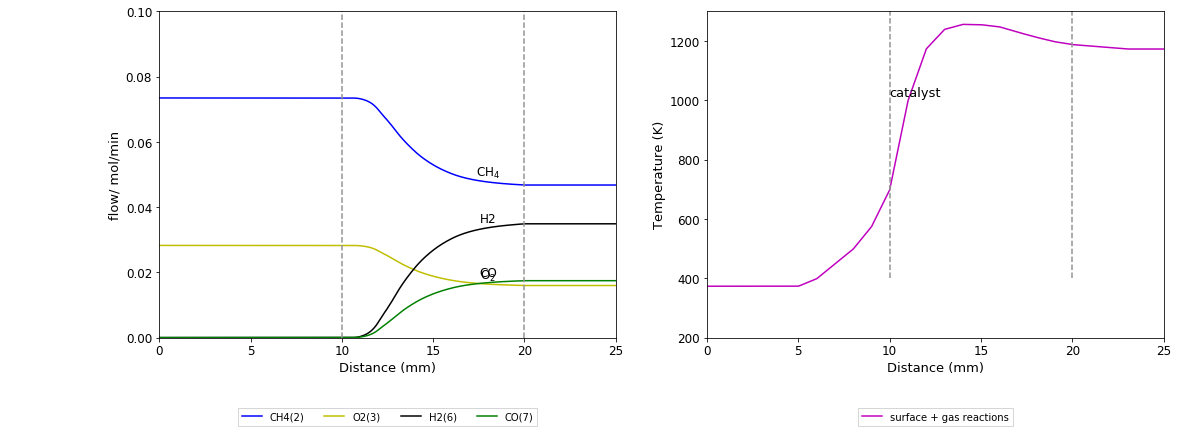 0.10
0.08
0.06
0.04
0.02
0.00
flow/ mol/min
CH₄
H2
CO
O₂
0 5 10 15 20 25
Distance (mm)
CH4(2) O2(3) H2(6) CO(7)
1200
1000
800
600
400
200
Temperature (K)
catalyst
0 5 10 15 20 25
Distance (mm)
surface + gas reactions